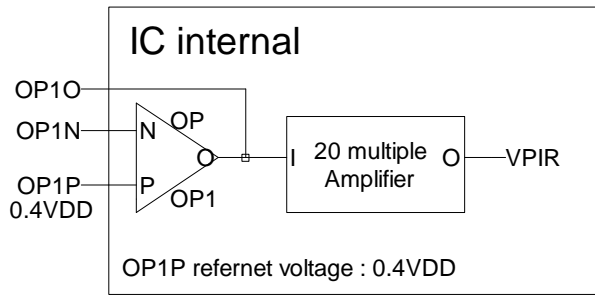 IC internal
OP1O
OP
OP1N
N
O
I
20 multiple
Amplifier
O
VPIR
OP1P
P
0.4VDD
OP1
OP1P refernet voltage : 0.4VDD